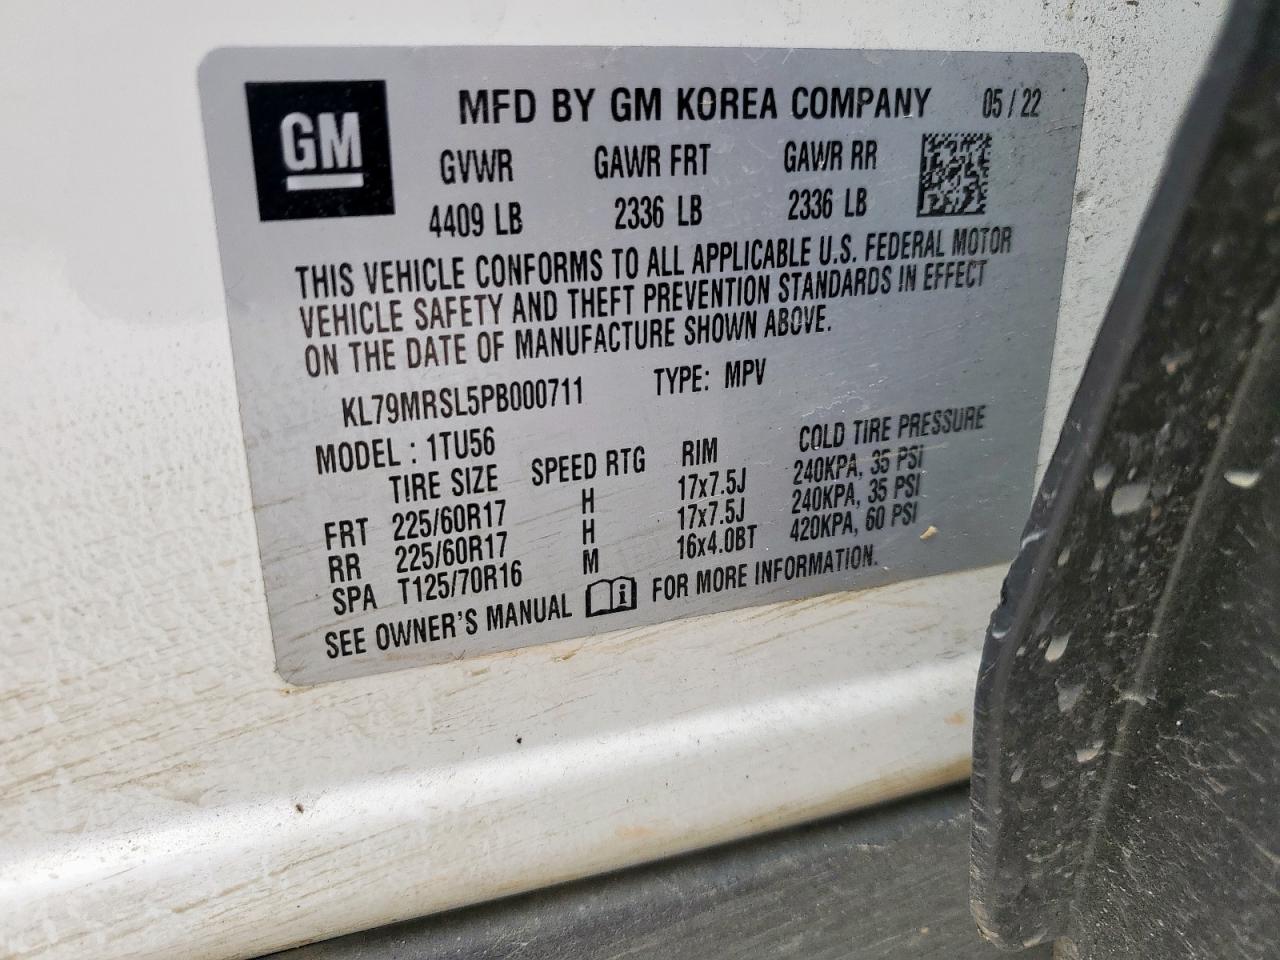 GM
MFD BY GM KOREA COMPANY 05 / 22
GVWR GAWR FRT GAWR RR
4409 LB 2336 LB 2336 LB
THIS VEHICLE CONFORMS TO ALL APPLICABLE U.S. FEDERAL MOTOR
VEHICLE SAFETY AND THEFT PREVENTION STANDARDS IN EFFECT
ON THE DATE OF MANUFACTURE SHOWN ABOVE.
KL79MRSL5PB000711 TYPE: MPV
MODEL : 1TU56
TIRE SIZE SPEED RTG RIM COLD TIRE PRESSURE
FRT 225/60R17 H 17x7.5J 240KPA, 35 PSI
RR 225/60R17 H 17x7.5J 240KPA, 35 PSI
SPA T125/70R16 M 16x4.0BT 420KPA, 60 PSI
SEE OWNER'S MANUAL i FOR MORE INFORMATION.